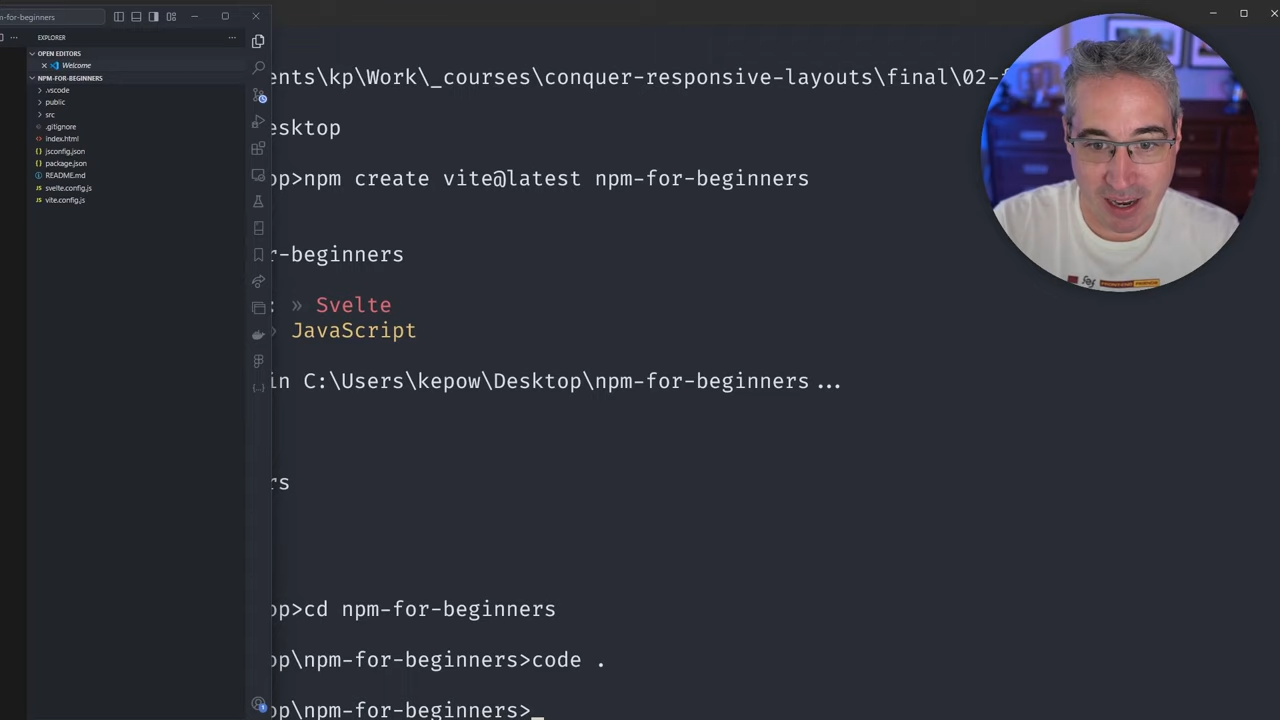 m-for-beginners
EXPLORER
OPEN EDITORS
Welcome
NPM-FOR-BEGINNERS
.vscode
public
src
.gitignore
index.html
jsconfig.json
package.json
README.md
svelte.config.js
vite.config.js
ents\kp\Work\_courses\conquer-responsive-layouts\final\02-
esktop
op>npm create vite@latest npm-for-beginners
r-beginners
: » Svelte
› JavaScript
in C:\Users\kepow\Desktop\npm-for-beginners...
rs
op>cd npm-for-beginners
op\npm-for-beginners>code .
op\npm-for-beginners>_